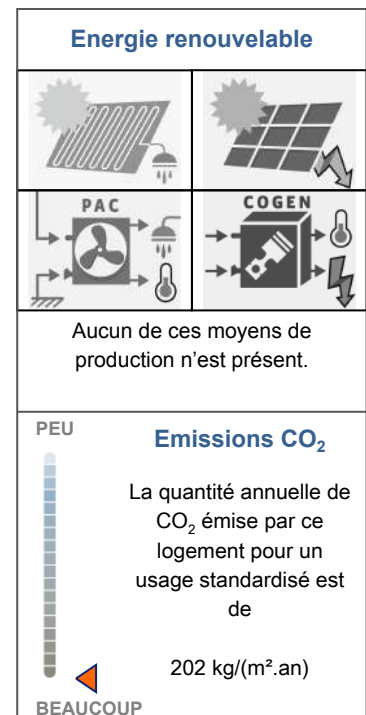 Energie renouvelable
PAC
COGEN
Aucun de ces moyens de
production n’est présent.
PEU
Emissions CO₂
La quantité annuelle de
CO₂ émise par ce
logement pour un
usage standardisé est
de
202 kg/(m².an)
BEAUCOUP